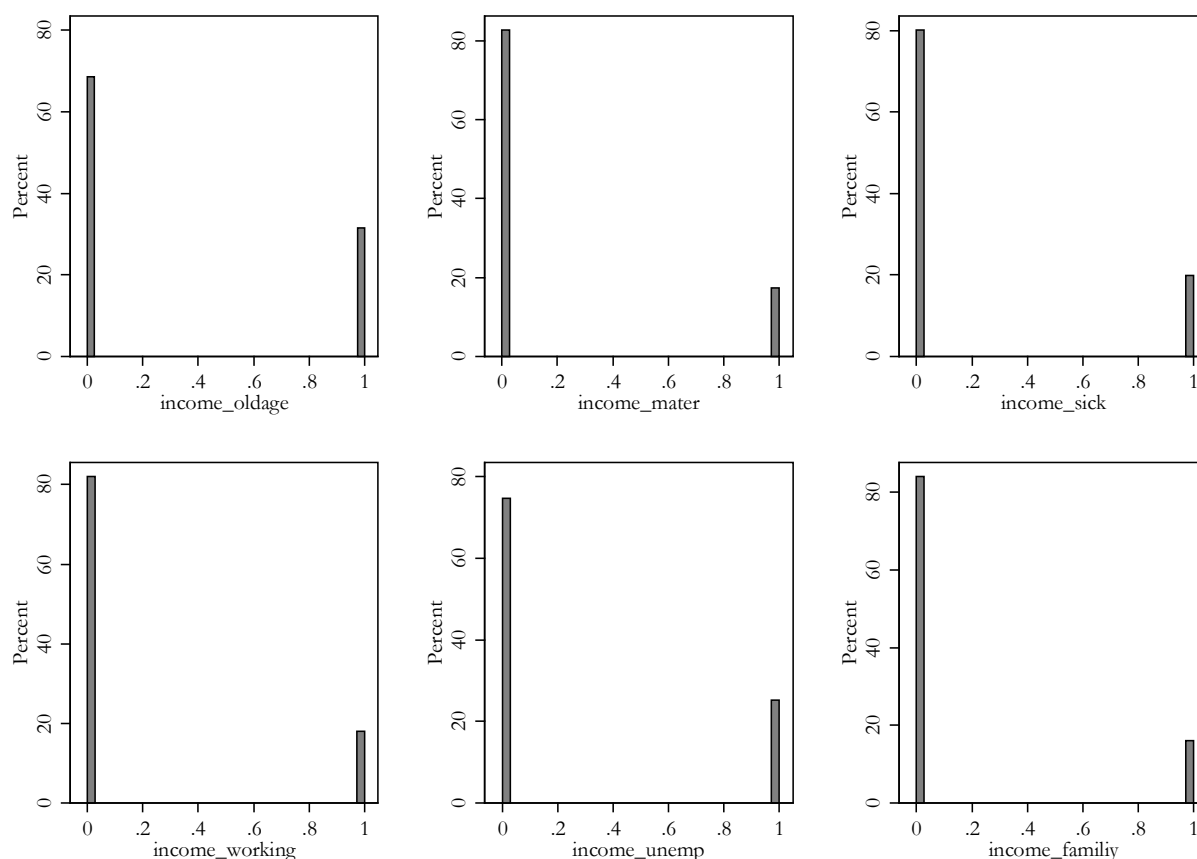 Percent
0 20 40 60 80
0 .2 .4 .6 .8 1
income_oldage
Percent
0 20 40 60 80
0 .2 .4 .6 .8 1
income_mater
Percent
0 20 40 60 80
0 .2 .4 .6 .8 1
income_sick
Percent
0 20 40 60 80
0 .2 .4 .6 .8 1
income_working
Percent
0 20 40 60 80
0 .2 .4 .6 .8 1
income_unemp
Percent
0 20 40 60 80
0 .2 .4 .6 .8 1
income_familiy